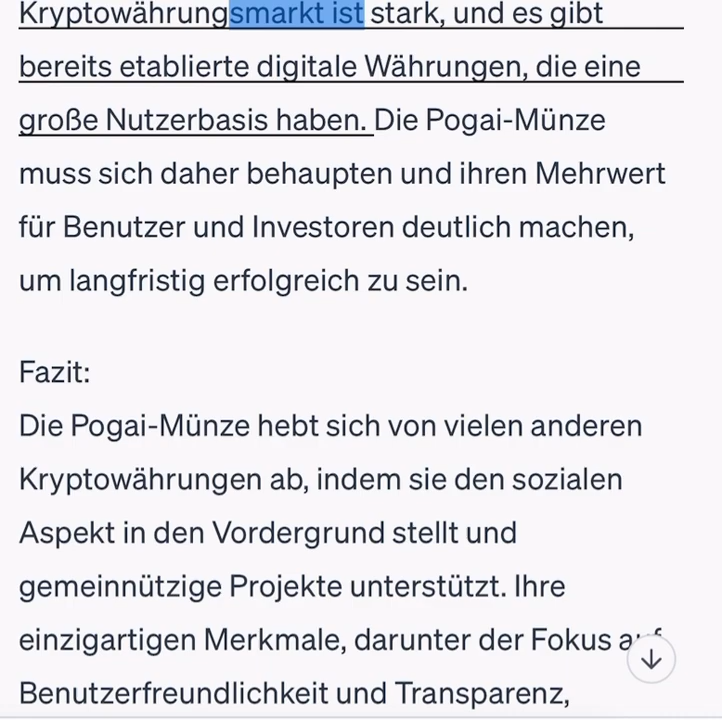 Kryptowährungsmarkt ist stark, und es gibt
bereits etablierte digitale Währungen, die eine
große Nutzerbasis haben. Die Pogai-Münze
muss sich daher behaupten und ihren Mehrwert
für Benutzer und Investoren deutlich machen,
um langfristig erfolgreich zu sein.
Fazit:
Die Pogai-Münze hebt sich von vielen anderen
Kryptowährungen ab, indem sie den sozialen
Aspekt in den Vordergrund stellt und
gemeinnützige Projekte unterstützt. Ihre
einzigartigen Merkmale, darunter der Fokus auf
Benutzerfreundlichkeit und Transparenz,